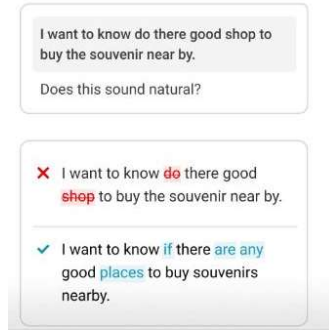 I want to know do there good shop to
buy the souvenir near by.
Does this sound natural?
I want to know do there good
shop to buy the souvenir near by.
I want to know if there are any
good places to buy souvenirs
nearby.